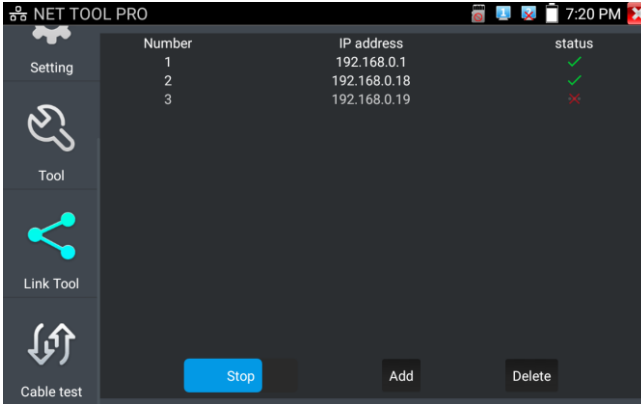 NET TOOL PRO 7:20 PM
Setting
Tool
Link Tool
Cable test
Number IP address status
1 192.168.0.1
2 192.168.0.18
3 192.168.0.19
Stop Add Delete